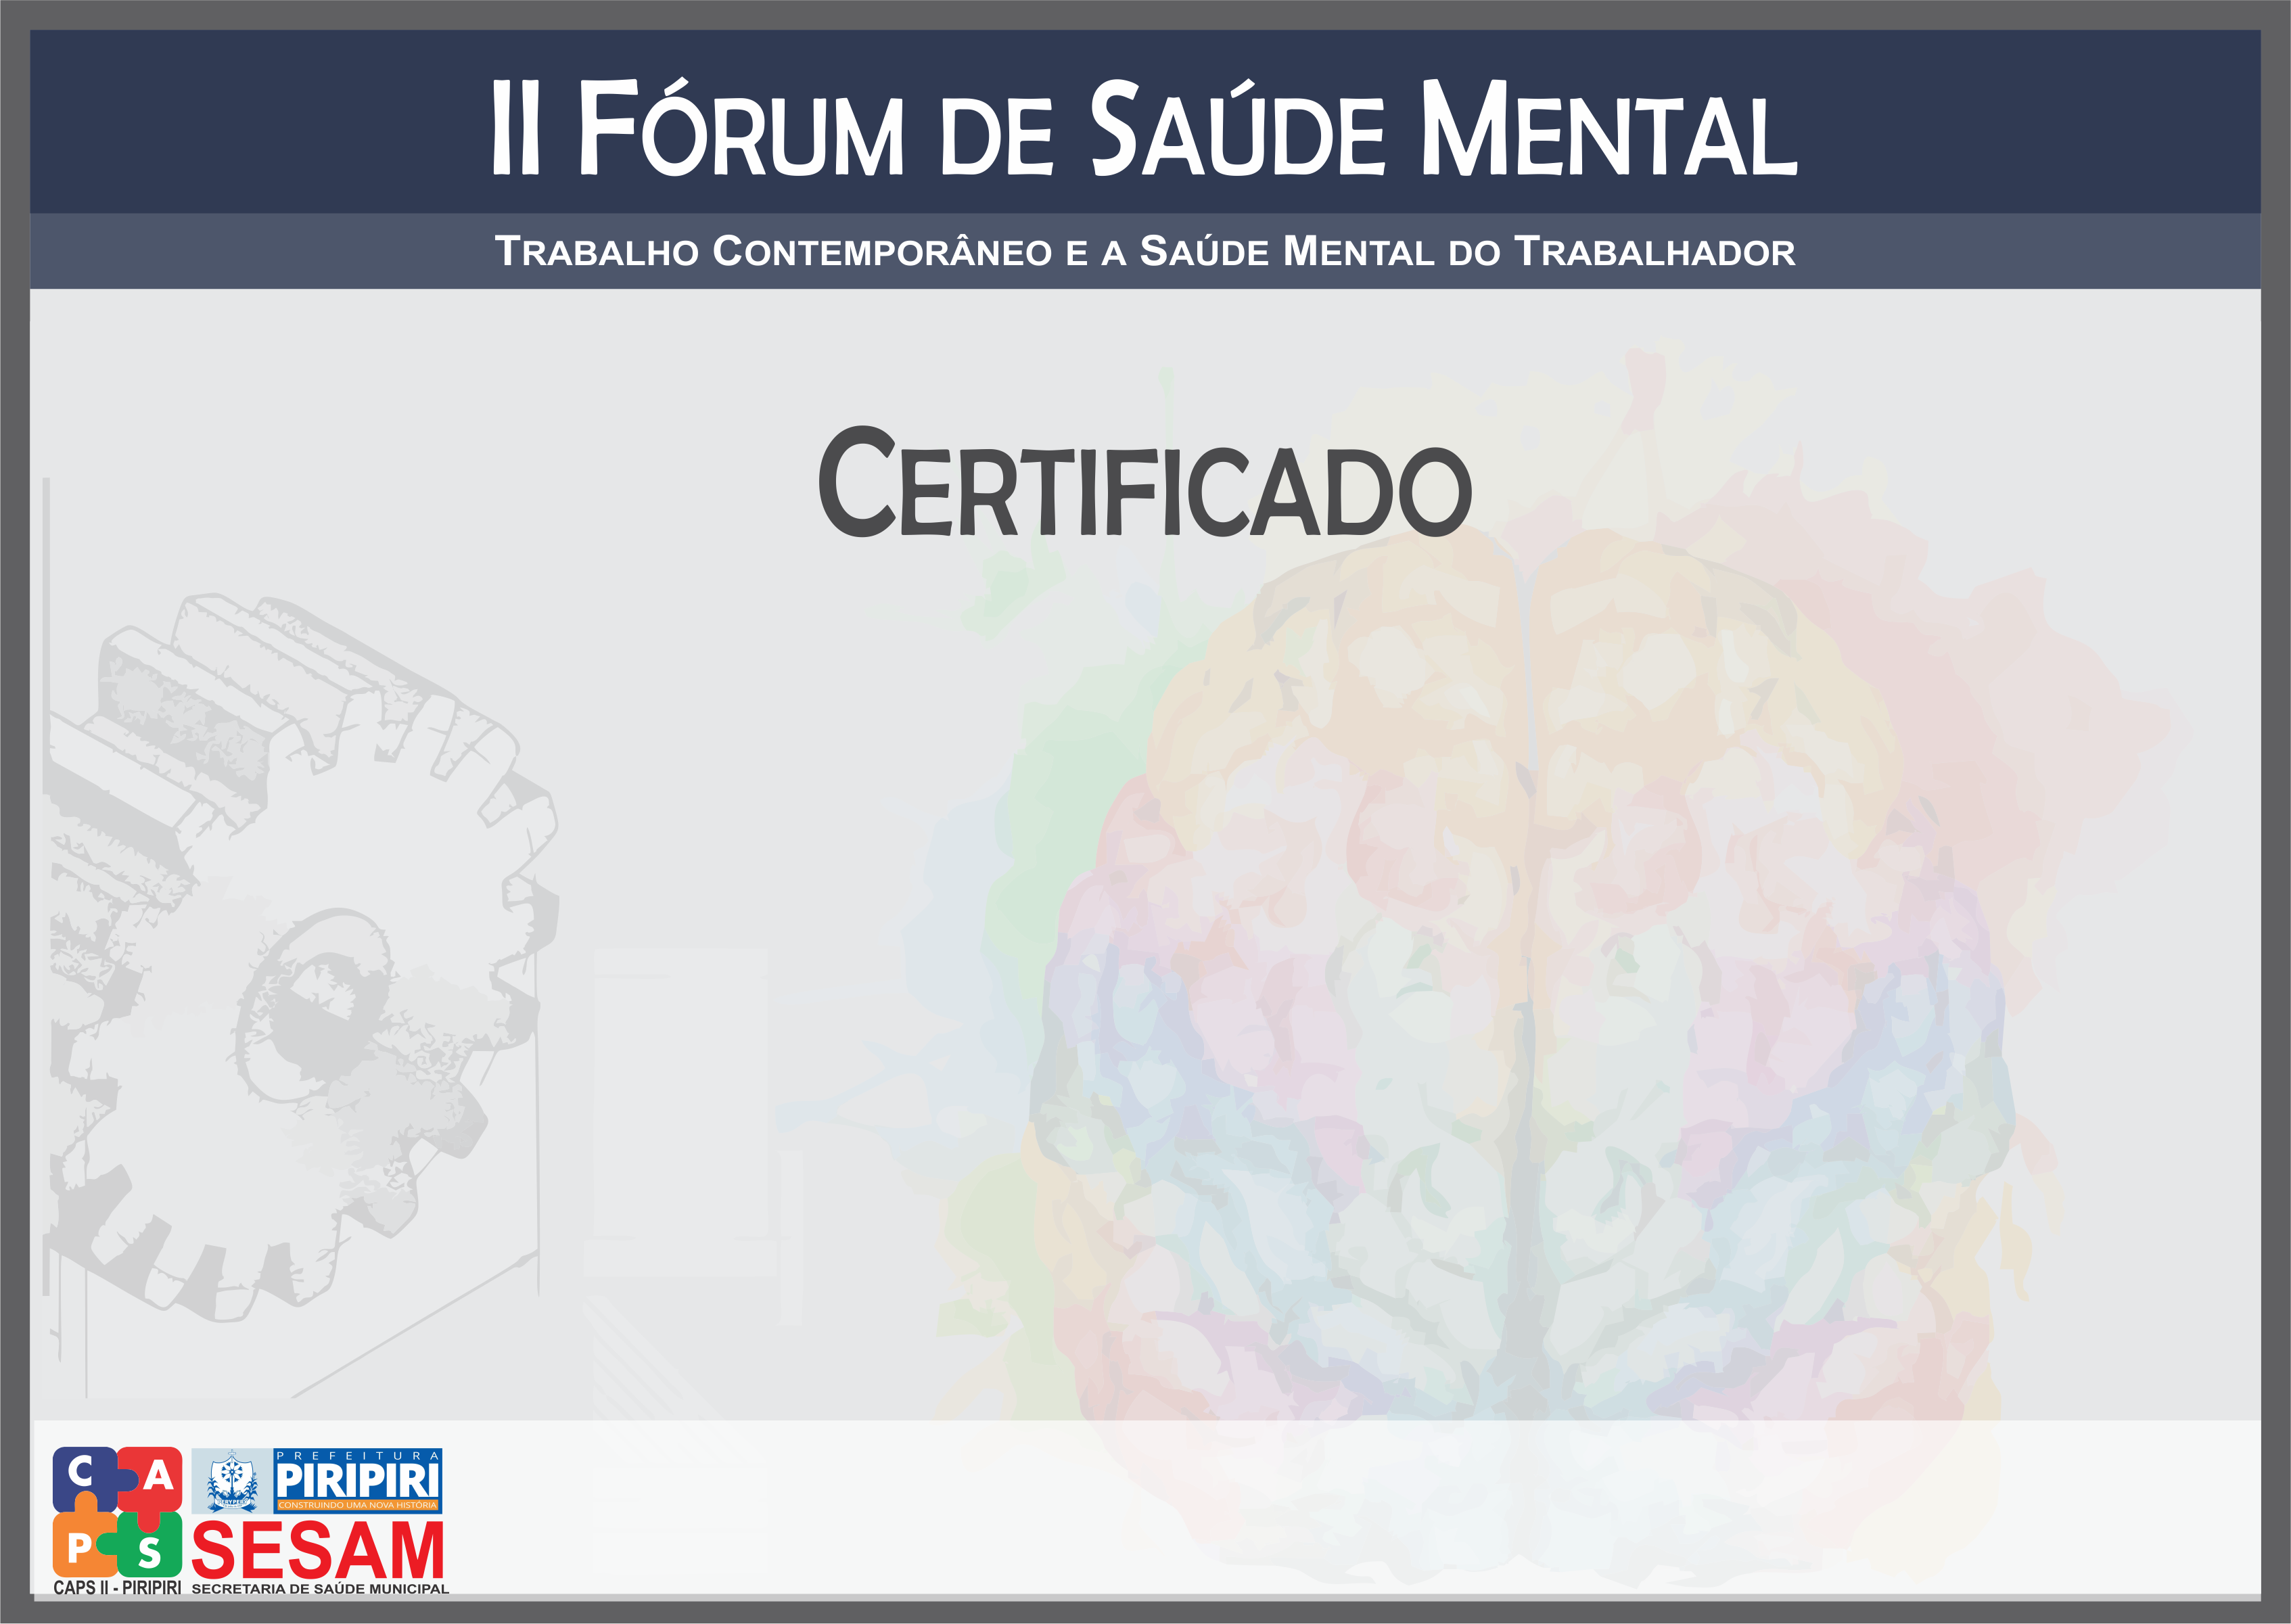 II FÓRUM DE SAÚDE MENTAL
TRABALHO CONTEMPORÂNEO E A SAÚDE MENTAL DO TRABALHADOR
CERTIFICADO
C A
P S
CAPS II - PIRIPIRI
PREFEITURA
PIRIPIRI
CONSTRUINDO UMA NOVA HISTÓRIA
SESAM
SECRETARIA DE SAÚDE MUNICIPAL